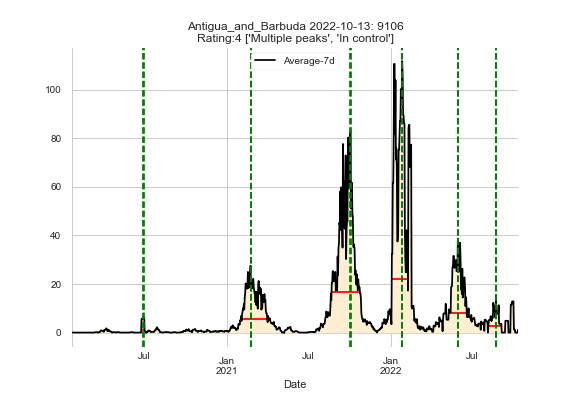 Antigua_and_Barbuda 2022-10-13: 9106
Rating:4 ['Multiple peaks', 'In control']
Average-7d
100
80
60
40
20
0
Jul
Jan
2021
Jul
Jan
2022
Jul
Date